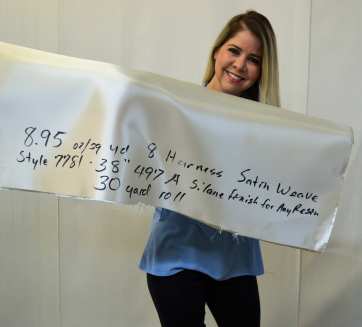 8.95 oz/sq yd 8 Harness Satin Weave
Style 7781 - 38" 497 A Silane finish for Any Resin
30 yard roll